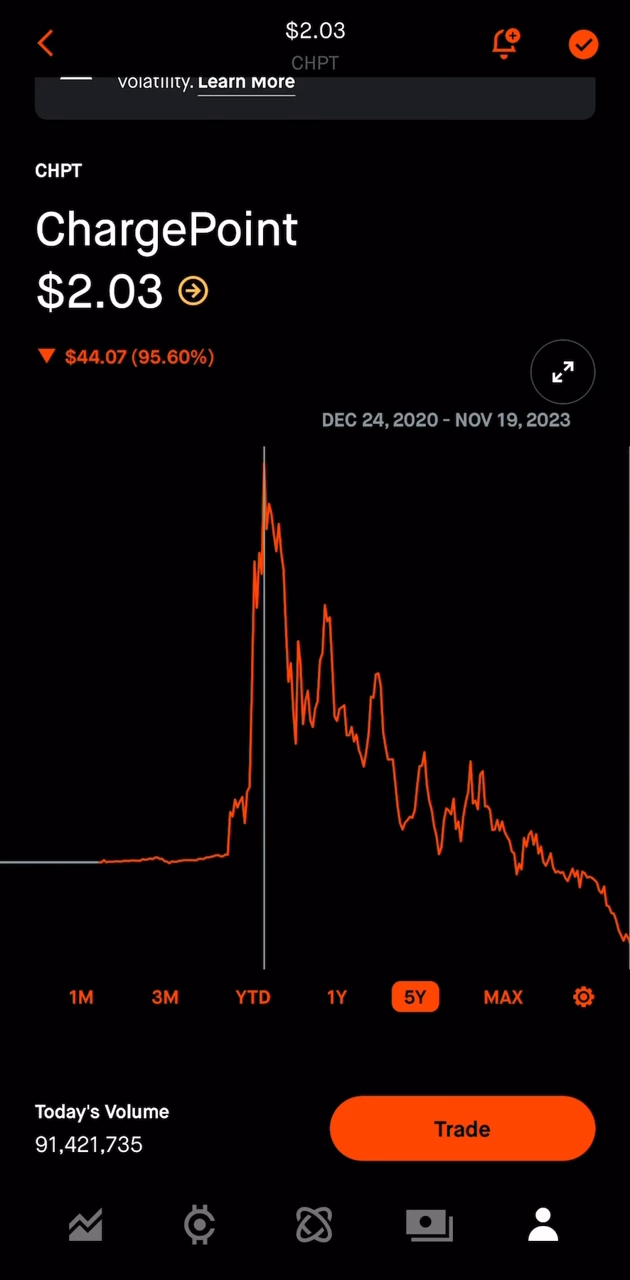 $2.03
CHPT
volatility. Learn More
CHPT
ChargePoint
$2.03
$44.07 (95.60%)
DEC 24, 2020 - NOV 19, 2023
1M 3M YTD 1Y 5Y MAX
Today's Volume
91,421,735
Trade